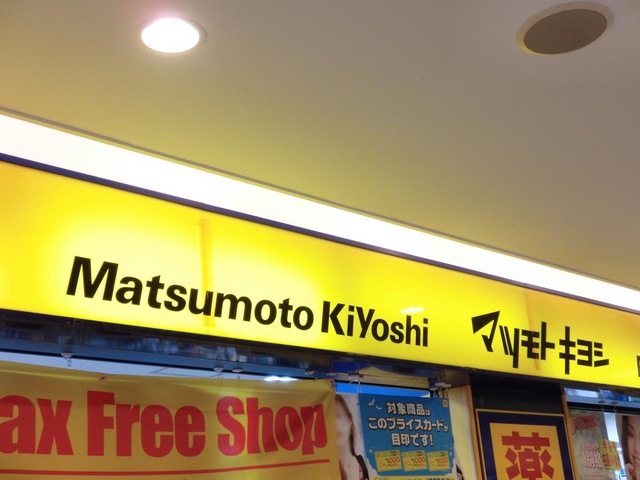 Matsumoto KiYoshi マツモト キヨシ
ax Free Shop
対象商品は
このプライスカードが
目印です!
薬